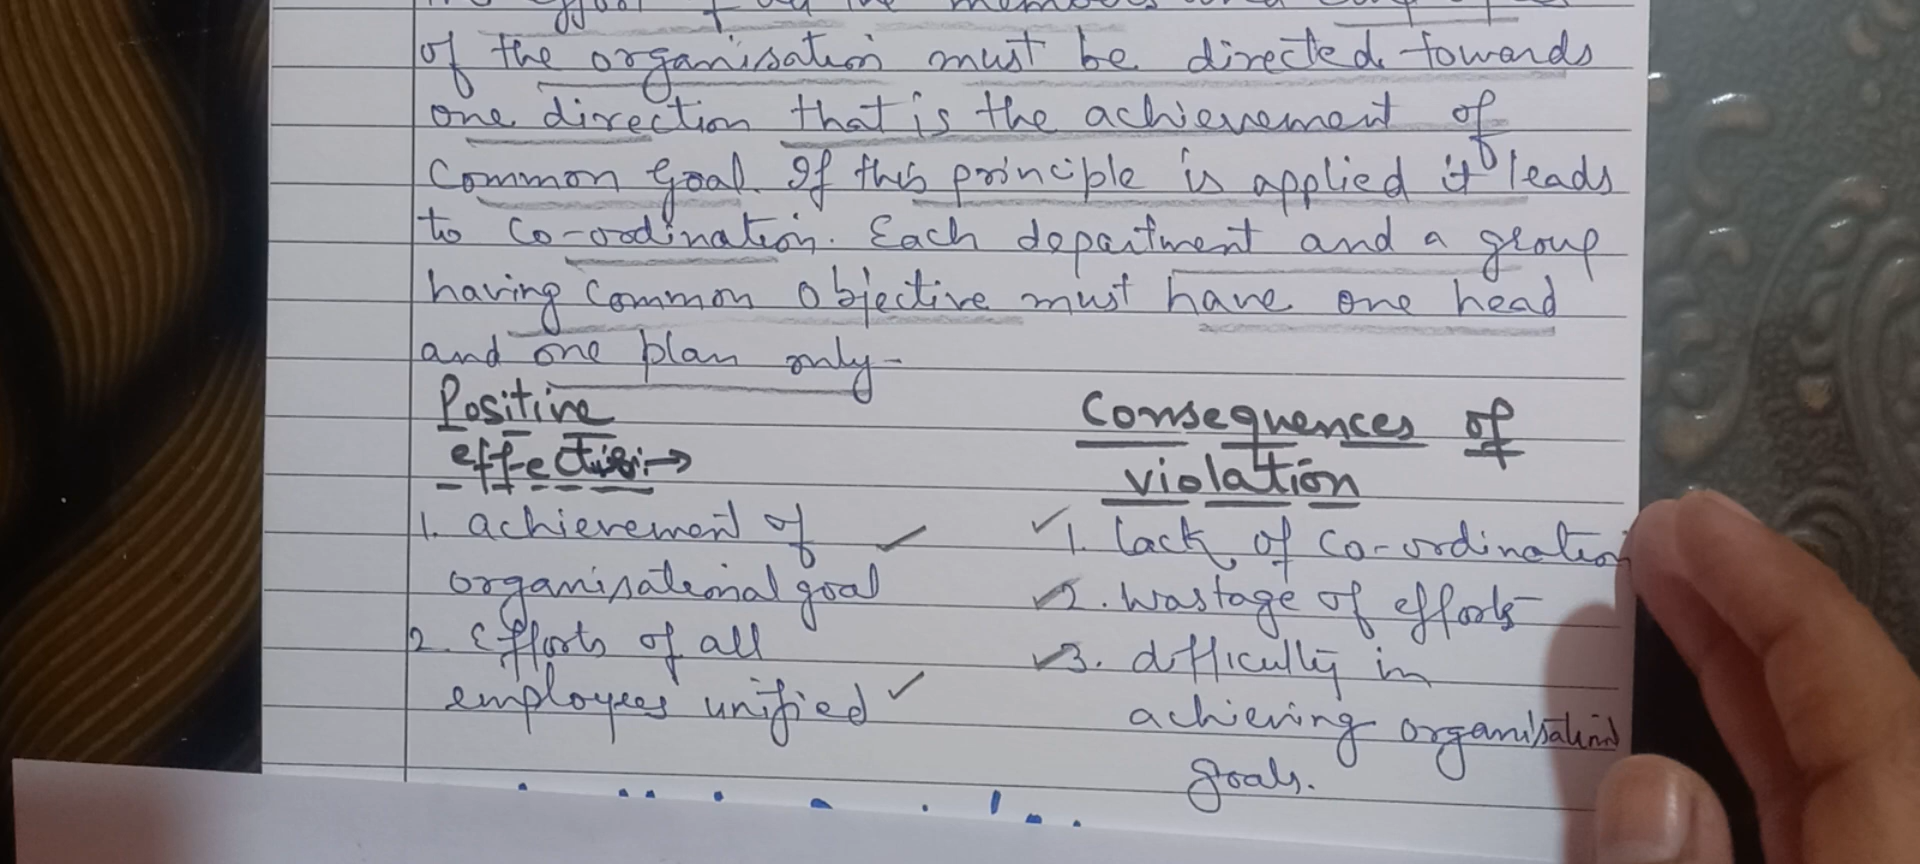 of the organisation must be directed towards
one direction that is the achievement of
common goal. If this principle is applied it leads
to co-ordination. Each department and a group
having common objective must have one head
and one plan only-
Positive
effect
1. achievement of
organisational goal
2. Efforts of all
employees unified
Consequences of
violation
1. lack of co-ordination
2. wastage of efforts
3. difficulty in
achieving organisational
goals.